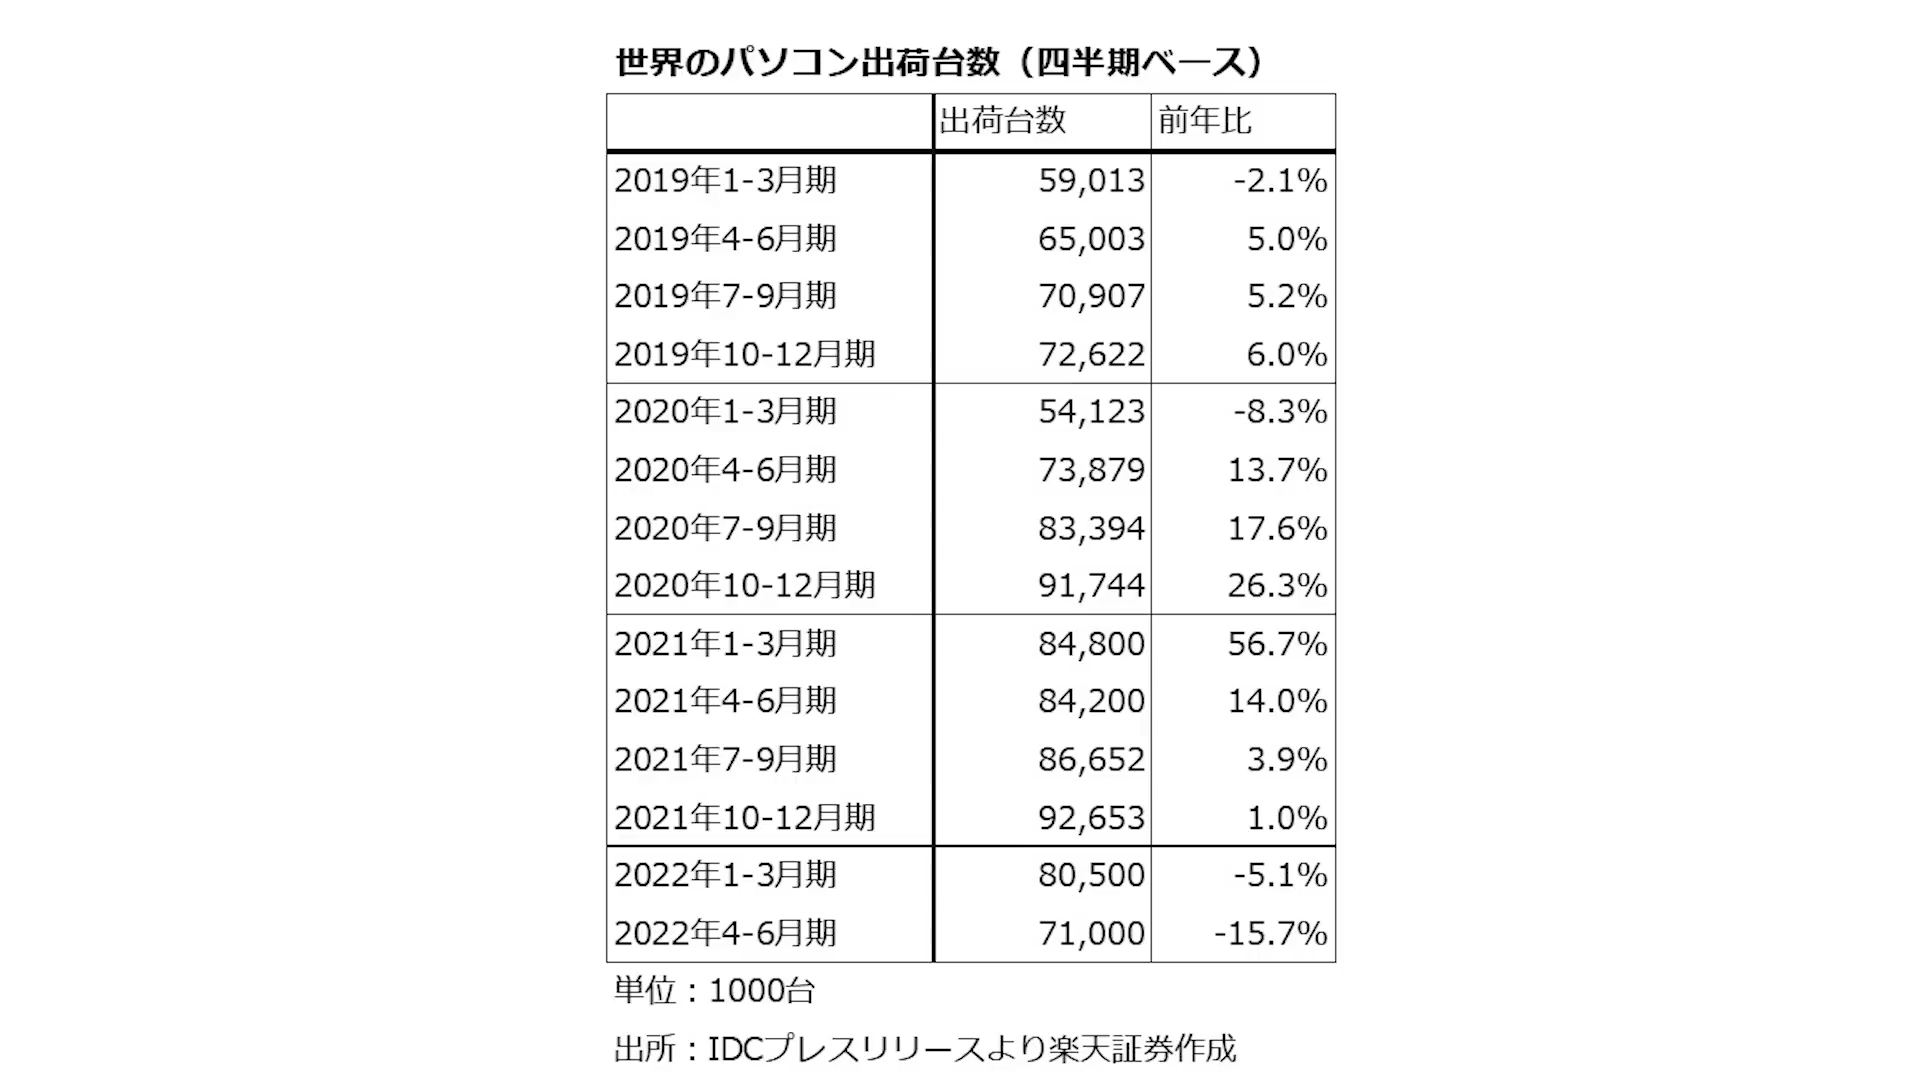 世界のパソコン出荷台数（四半期ベース）
出荷台数 前年比
2019年1-3月期 59,013 -2.1%
2019年4-6月期 65,003 5.0%
2019年7-9月期 70,907 5.2%
2019年10-12月期 72,622 6.0%
2020年1-3月期 54,123 -8.3%
2020年4-6月期 73,879 13.7%
2020年7-9月期 83,394 17.6%
2020年10-12月期 91,744 26.3%
2021年1-3月期 84,800 56.7%
2021年4-6月期 84,200 14.0%
2021年7-9月期 86,652 3.9%
2021年10-12月期 92,653 1.0%
2022年1-3月期 80,500 -5.1%
2022年4-6月期 71,000 -15.7%
単位：1000台
出所：IDCプレスリリースより楽天証券作成